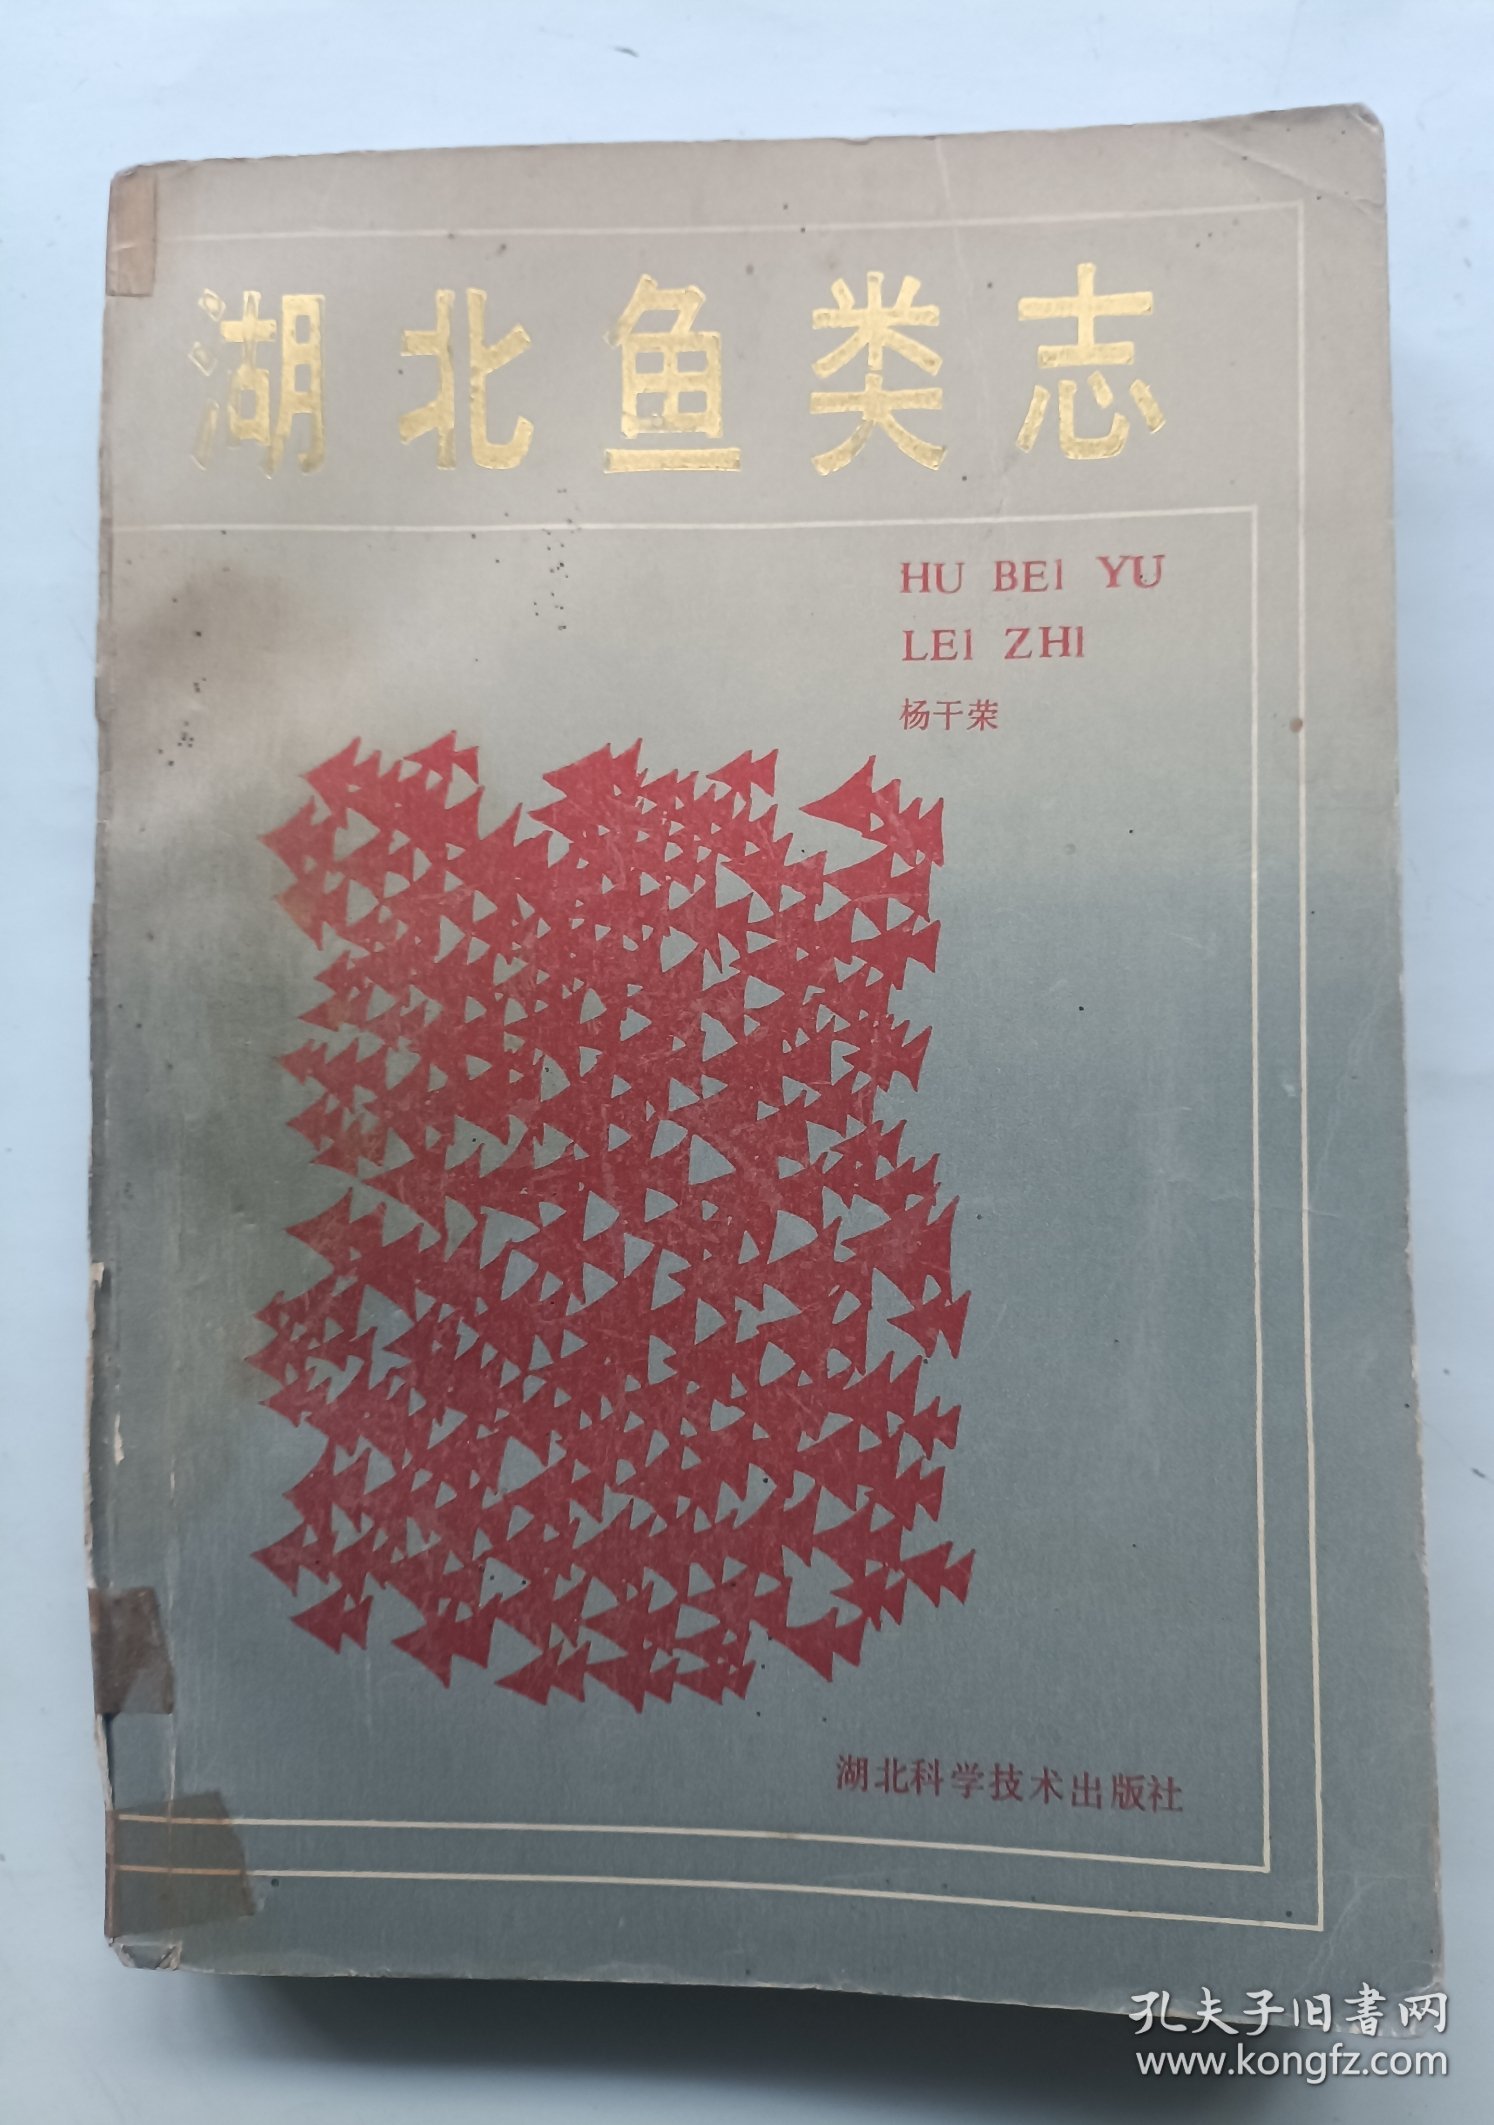 湖北鱼类志
HU BEI YU
LEI ZHI
杨干荣
湖北科学技术出版社
孔夫子旧书网
www.kongfz.com